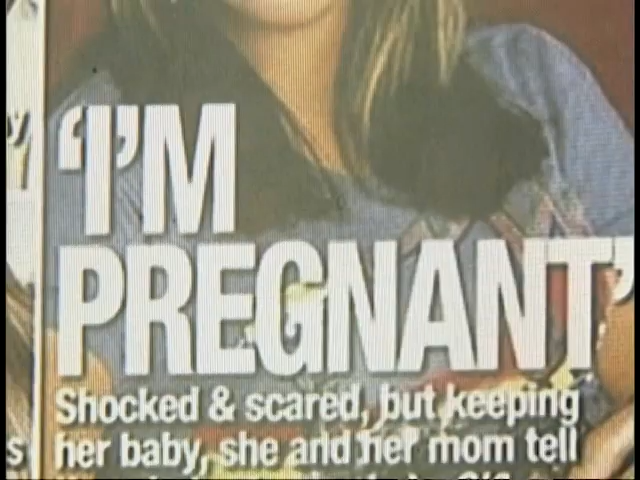 'I'M
PREGNANT'
Shocked & scared, but keeping
her baby, she and her mom tell